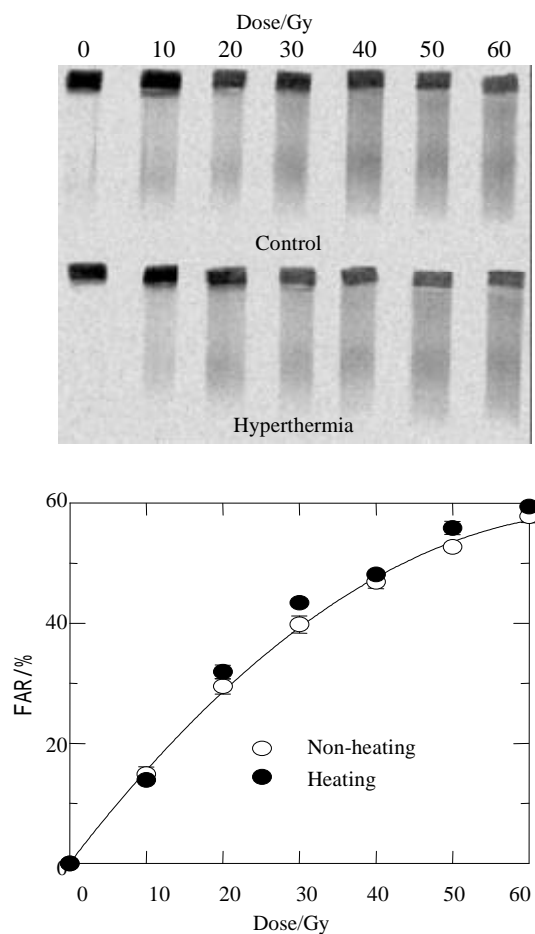 Dose/Gy
0 10 20 30 40 50 60
Control
Hyperthermia
60
40
FAR/%
Non-heating
20
Heating
0
0 10 20 30 40 50 60
Dose/Gy